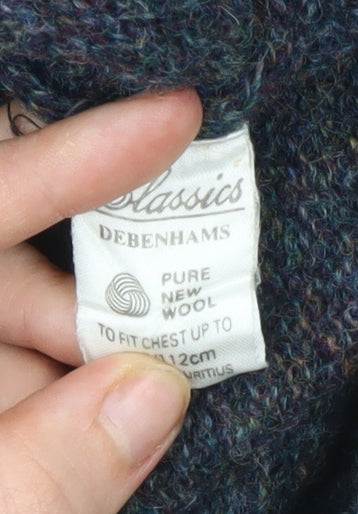 Classics
DEBENHAMS
PURE
NEW
WOOL
TO FIT CHEST UP TO
112cm